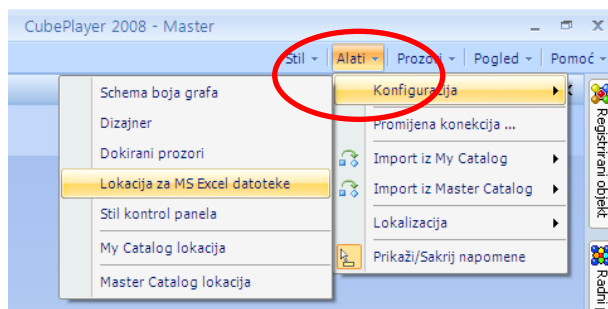 CubePlayer 2008 - Master
Stil Alati Prozori Pogled Pomoć
Konfiguracija
Promijena konekcija ...
Import iz My Catalog
Import iz Master Catalog
Lokalizacija
Prikaži/Sakrij napomene
Schema boja grafa
Dizajner
Dokirani prozori
Lokacija za MS Excel datoteke
Stil kontrol panela
My Catalog lokacija
Master Catalog lokacija
Registrirani objekt
Radni